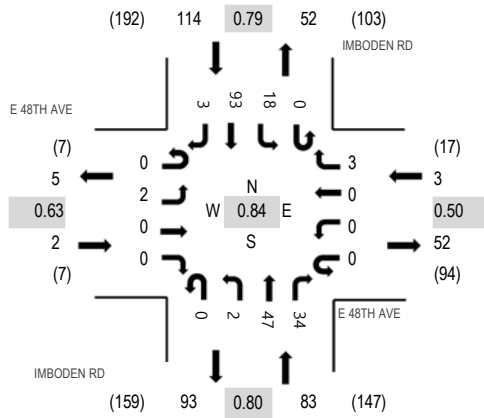 (192) 114 0.79 52 (103)
IMBODEN RD
E 48TH AVE
3 93 18 0
(7) 0 3 (17)
5 2 N 0 3
0.63 0 W 0.84 E 0 0.50
2 0 S 0 52
(7) (94)
0 2 47 34
E 48TH AVE
IMBODEN RD
(159) 93 0.80 83 (147)